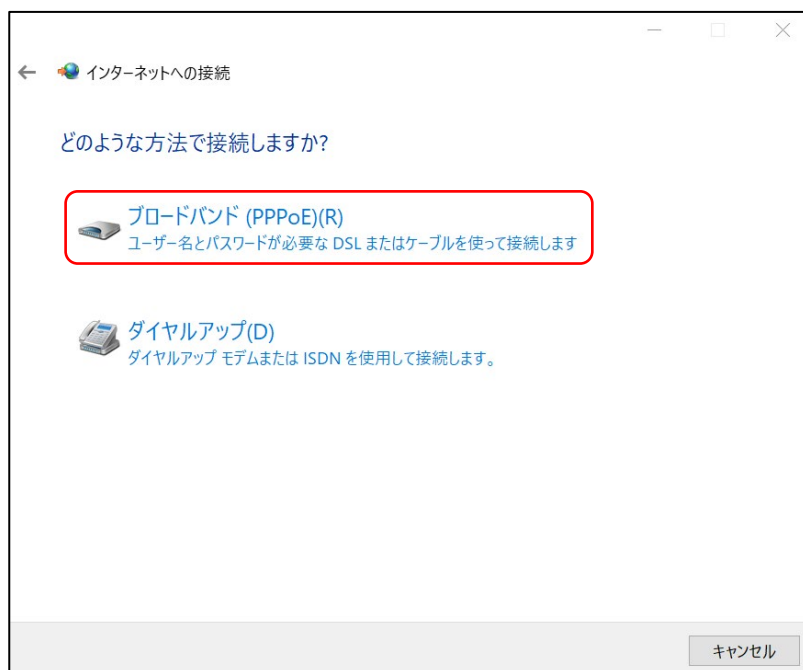 インターネットへの接続
どのような方法で接続しますか?
ブロードバンド (PPPoE)(R)
ユーザー名とパスワードが必要な DSL またはケーブルを使って接続します
ダイヤルアップ(D)
ダイヤルアップ モデムまたは ISDN を使用して接続します。
キャンセル